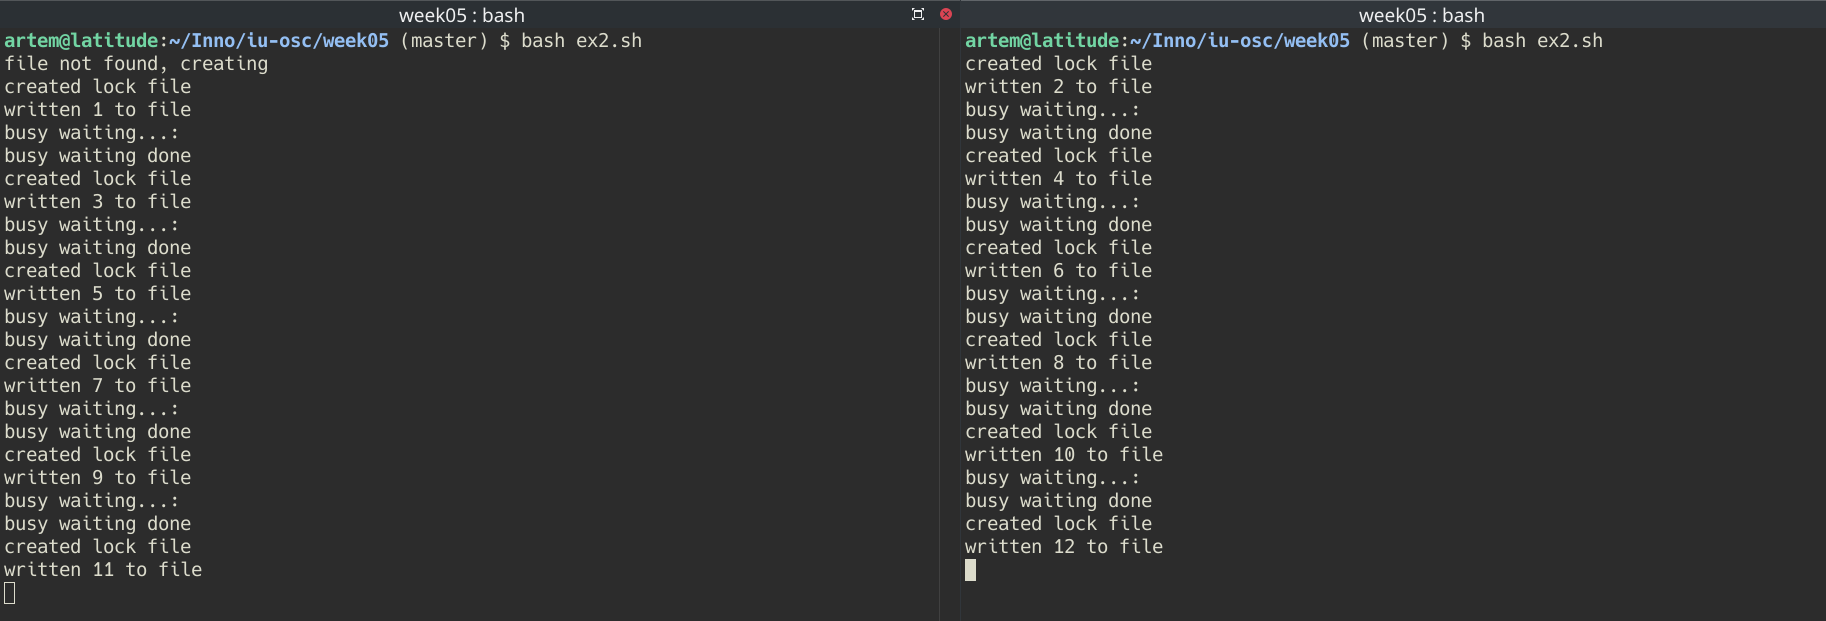 week05 : bash
artem@latitude:~/Inno/iu-osc/week05 (master) $ bash ex2.sh
file not found, creating
created lock file
written 1 to file
busy waiting...:
busy waiting done
created lock file
written 3 to file
busy waiting...:
busy waiting done
created lock file
written 5 to file
busy waiting...:
busy waiting done
created lock file
written 7 to file
busy waiting...:
busy waiting done
created lock file
written 9 to file
busy waiting...:
busy waiting done
created lock file
written 11 to file
week05 : bash
artem@latitude:~/Inno/iu-osc/week05 (master) $ bash ex2.sh
created lock file
written 2 to file
busy waiting...:
busy waiting done
created lock file
written 4 to file
busy waiting...:
busy waiting done
created lock file
written 6 to file
busy waiting...:
busy waiting done
created lock file
written 8 to file
busy waiting...:
busy waiting done
created lock file
written 10 to file
busy waiting...:
busy waiting done
created lock file
written 12 to file